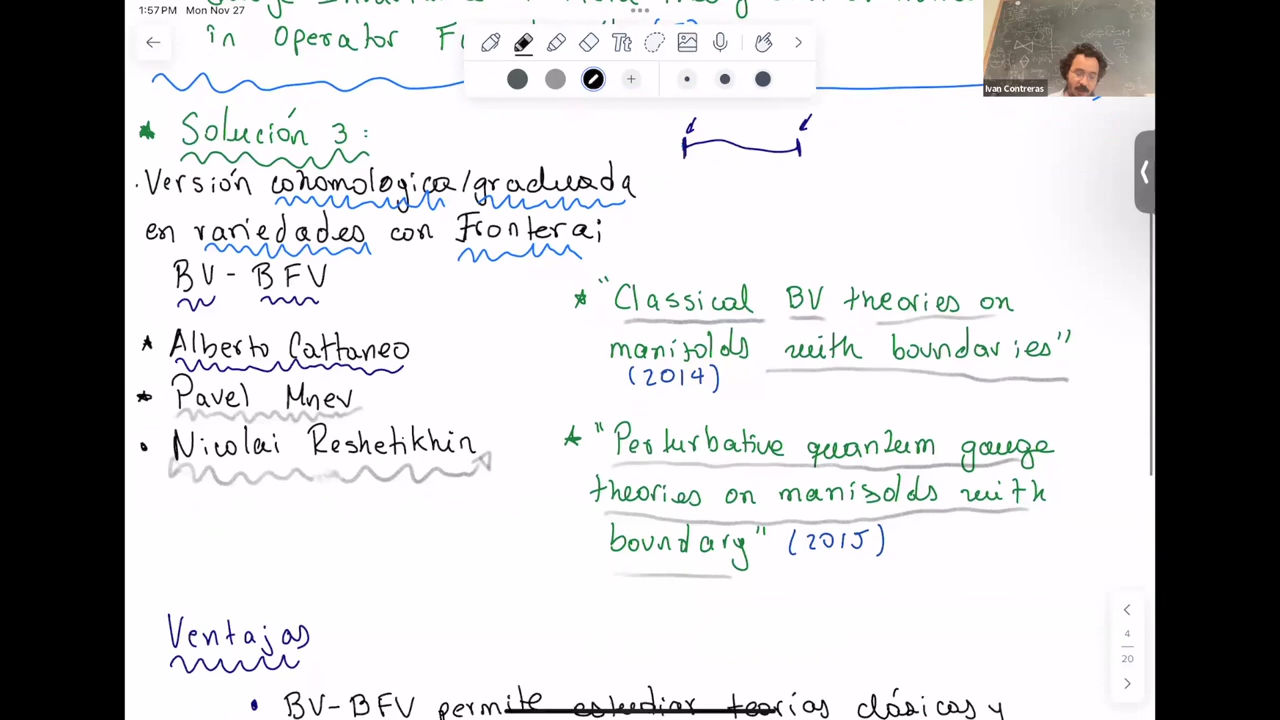 1:57PM Mon Nov 27
in Operator
Tt
Ivan Contreras
* Solución 3:
· Versión cohomologica/graduada
en variedades con Frontera;
BV - BFV
* Alberto Cattaneo
* Pavel Mnev
• Nicolai Reshetikhin
* "Classical BV theories on
manifolds with boundaries"
(2014)
* "Perturbative quantum gauge
theories on manifolds with
boundary" (2015)
Ventajas
• BV-BFV permite estudiar teorías clásicas y
4
20